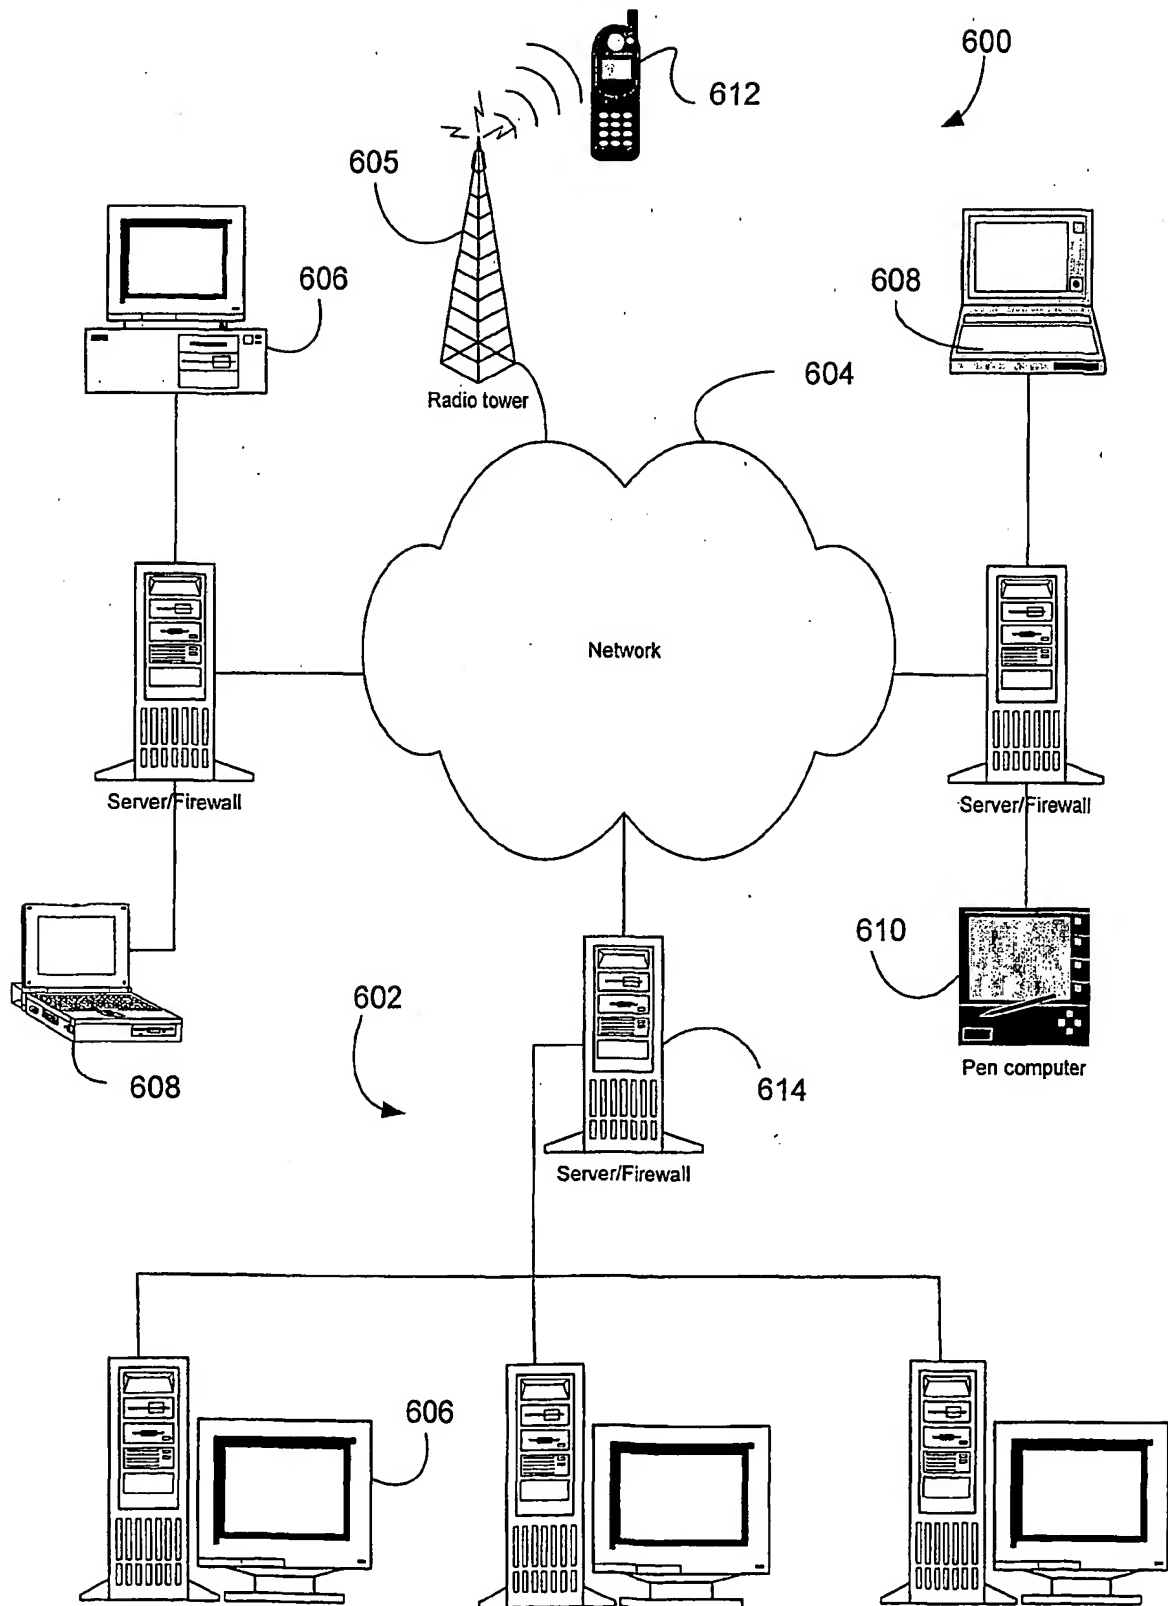 600
612
605
606
608
604
Radio tower
Network
Server/Firewall
Server/Firewall
610
602
Pen computer
608
614
Server/Firewall
606